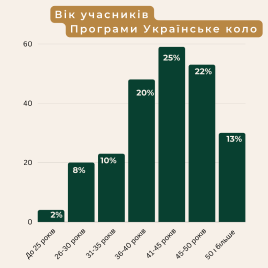 Вік учасників
Програми Українське коло
60
40
20
0
2%
8%
10%
20%
25%
22%
13%
До 25 років
26-30 років
31-35 років
36-40 років
41-45 років
45-50 років
50 і більше